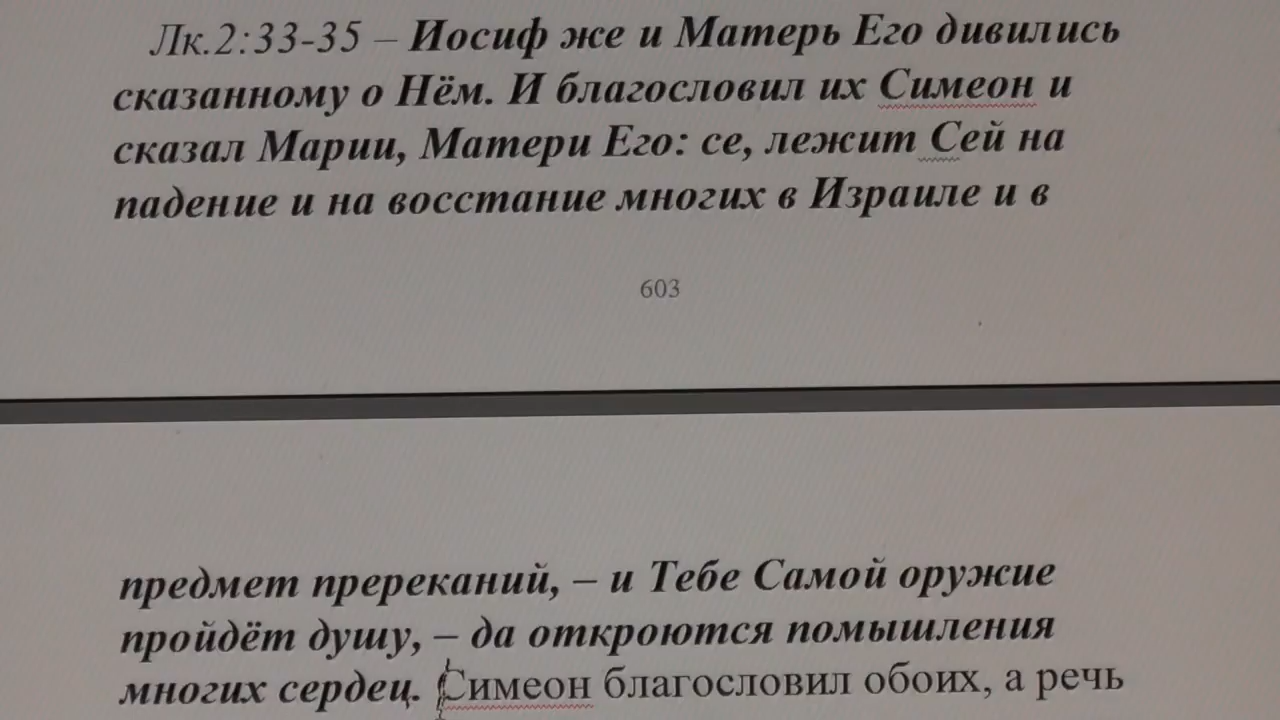 Лк.2:33-35 – Иосиф же и Матерь Его дивились
сказанному о Нём. И благословил их Симеон и
сказал Марии, Матери Его: се, лежит Сей на
падение и на восстание многих в Израиле и в
603
предмет пререканий, – и Тебе Самой оружие
пройдёт душу, – да откроются помышления
многих сердец. Симеон благословил обоих, а речь